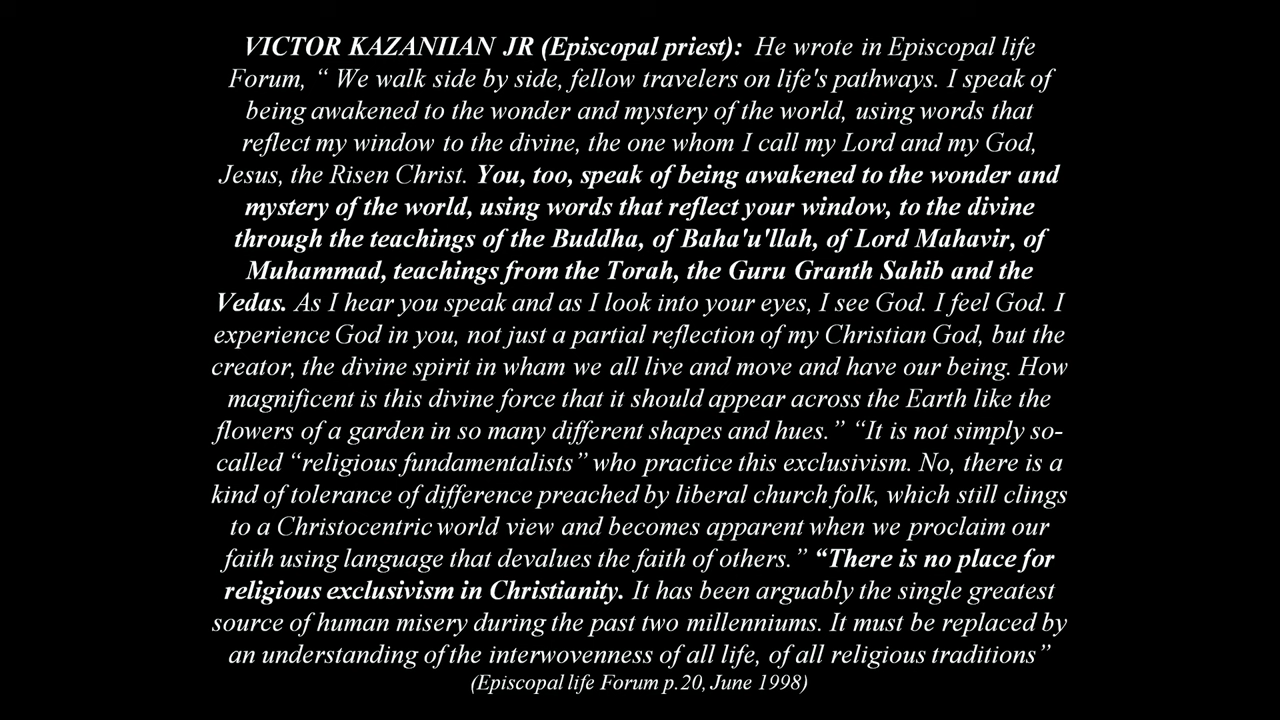 VICTOR KAZANIIAN JR (Episcopal priest): He wrote in Episcopal life
Forum, “ We walk side by side, fellow travelers on life's pathways. I speak of
being awakened to the wonder and mystery of the world, using words that
reflect my window to the divine, the one whom I call my Lord and my God,
Jesus, the Risen Christ. You, too, speak of being awakened to the wonder and
mystery of the world, using words that reflect your window, to the divine
through the teachings of the Buddha, of Baha'u'llah, of Lord Mahavir, of
Muhammad, teachings from the Torah, the Guru Granth Sahib and the
Vedas. As I hear you speak and as I look into your eyes, I see God. I feel God. I
experience God in you, not just a partial reflection of my Christian God, but the
creator, the divine spirit in wham we all live and move and have our being. How
magnificent is this divine force that it should appear across the Earth like the
flowers of a garden in so many different shapes and hues.” “It is not simply so-
called “religious fundamentalists” who practice this exclusivism. No, there is a
kind of tolerance of difference preached by liberal church folk, which still clings
to a Christocentric world view and becomes apparent when we proclaim our
faith using language that devalues the faith of others.” “There is no place for
religious exclusivism in Christianity. It has been arguably the single greatest
source of human misery during the past two millenniums. It must be replaced by
an understanding of the interwovenness of all life, of all religious traditions”
(Episcopal life Forum p.20, June 1998)